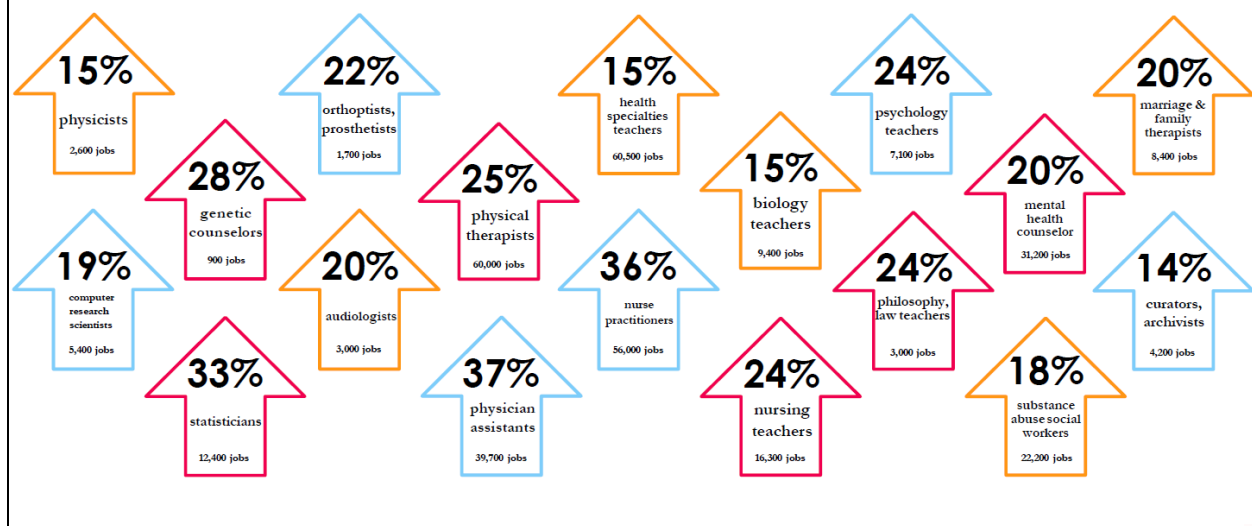 15%
physicists
2,600 jobs
22%
orthoptists,
prosthetists
1,700 jobs
15%
health
specialties
teachers
60,500 jobs
24%
psychology
teachers
7,100 jobs
20%
marriage &
family
therapists
8,400 jobs
28%
genetic
counselors
900 jobs
25%
physical
therapists
60,000 jobs
15%
biology
teachers
9,400 jobs
20%
mental
health
counselor
31,200 jobs
19%
computer
research
scientists
5,400 jobs
20%
audiologists
3,000 jobs
36%
nurse
practitioners
56,000 jobs
24%
philosophy,
law teachers
3,000 jobs
14%
curators,
archivists
4,200 jobs
33%
statisticians
12,400 jobs
37%
physician
assistants
39,700 jobs
24%
nursing
teachers
16,300 jobs
18%
substance
abuse social
workers
22,200 jobs